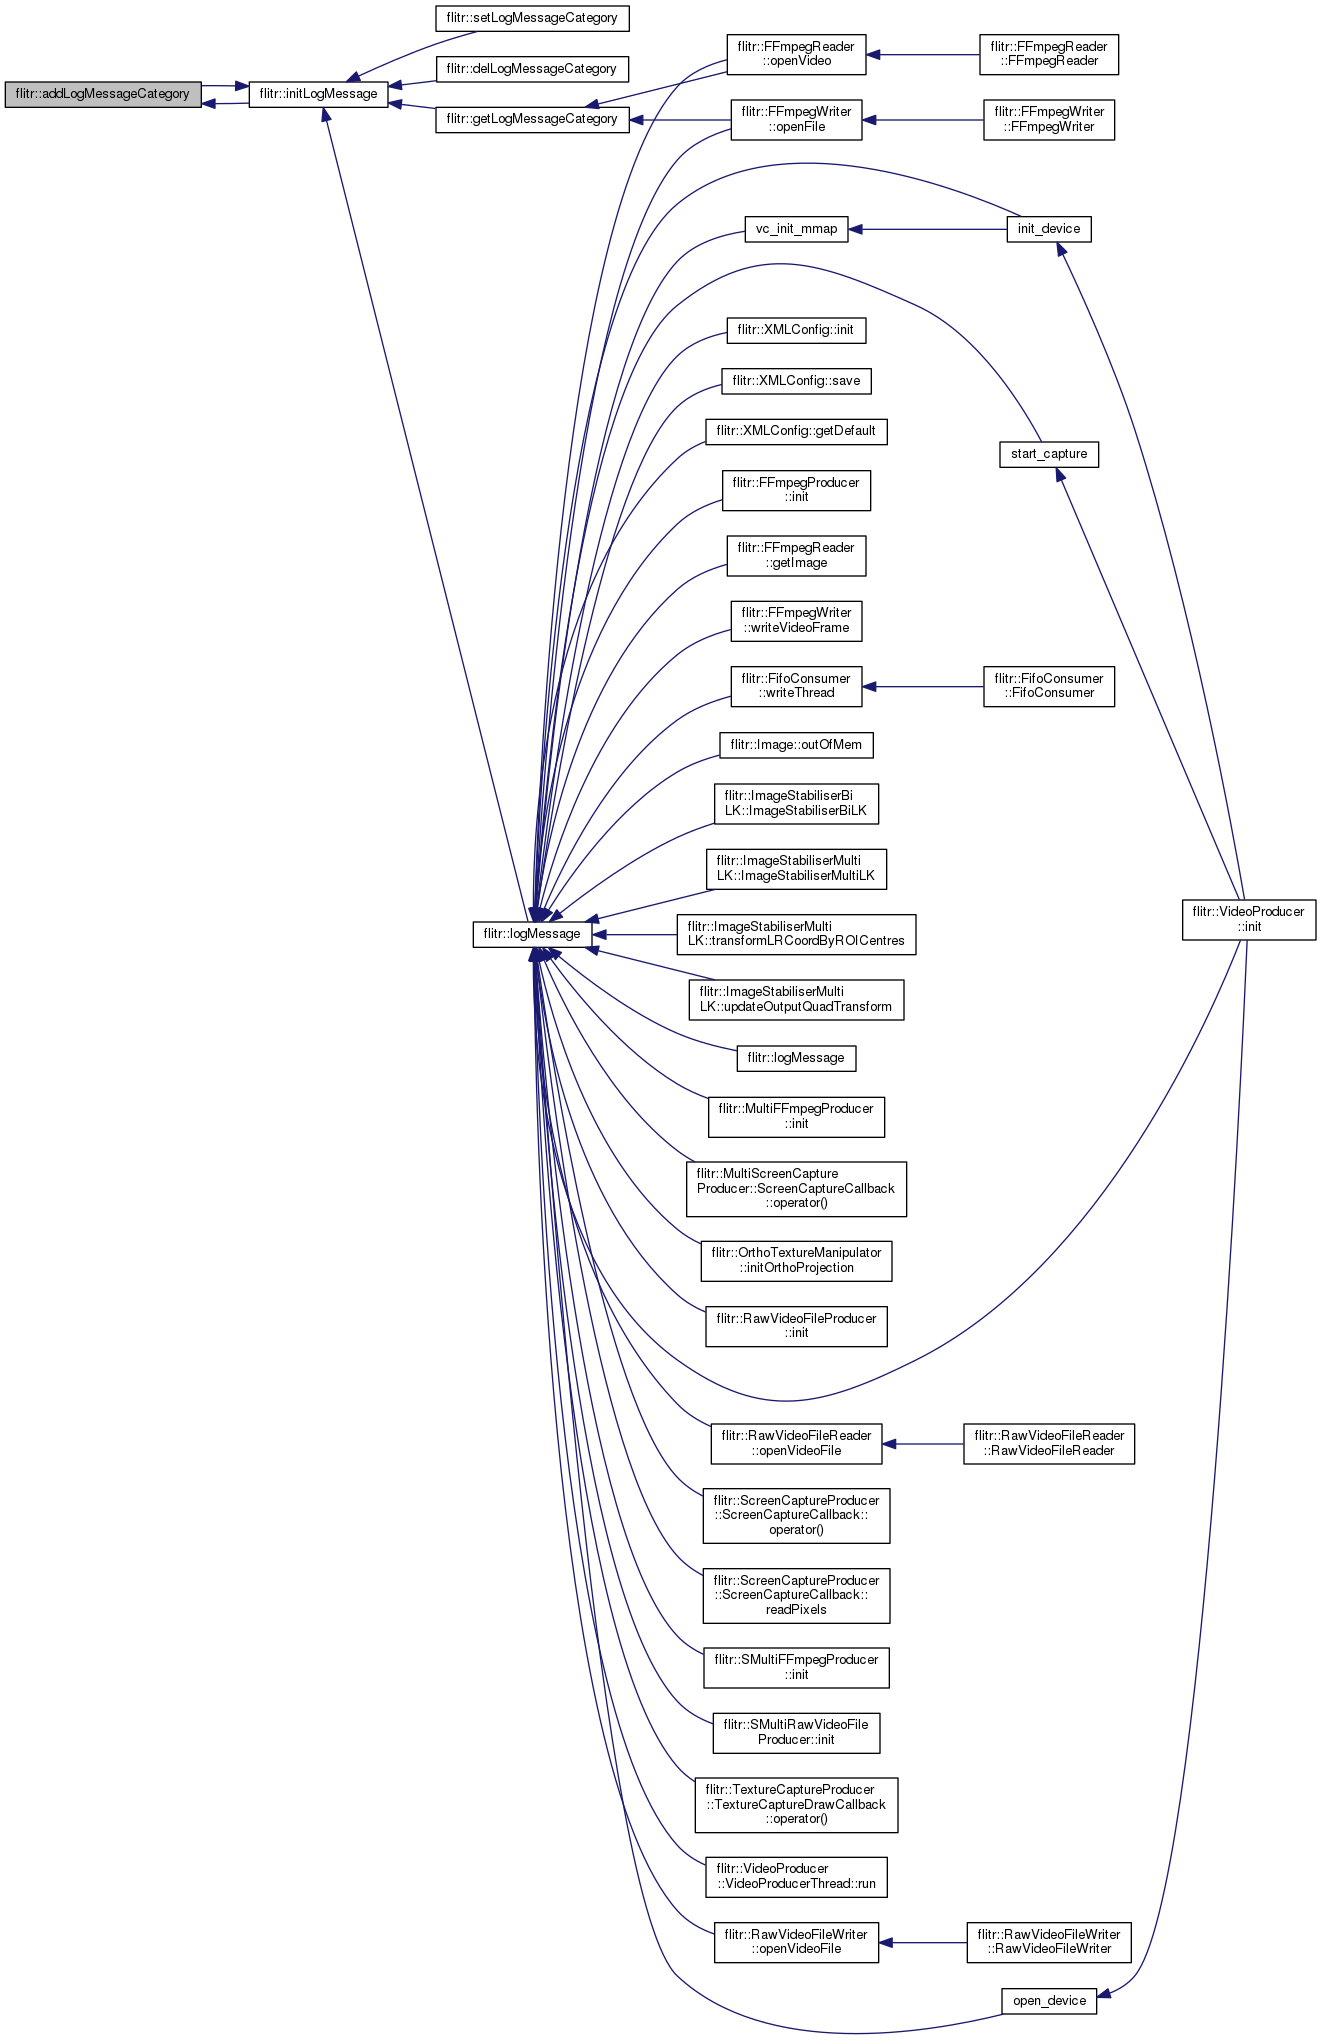 flitr::setLogMessageCategory
flitr::delLogMessageCategory
flitr::addLogMessageCategory
flitr::initLogMessage
flitr::getLogMessageCategory
flitr::FFmpegReader
::openVideo
flitr::FFmpegReader
::FFmpegReader
flitr::FFmpegWriter
::openFile
flitr::FFmpegWriter
::FFmpegWriter
vc_init_mmap
init_device
flitr::XMLConfig::init
flitr::XMLConfig::save
flitr::XMLConfig::getDefault
start_capture
flitr::FFmpegProducer
::init
flitr::FFmpegReader
::getImage
flitr::FFmpegWriter
::writeVideoFrame
flitr::FifoConsumer
::writeThread
flitr::FifoConsumer
::FifoConsumer
flitr::Image::outOfMem
flitr::ImageStabiliserBi
LK::ImageStabiliserBiLK
flitr::ImageStabiliserMulti
LK::ImageStabiliserMultiLK
flitr::logMessage
flitr::ImageStabiliserMulti
LK::transformLRCoordByROICentres
flitr::VideoProducer
::init
flitr::ImageStabiliserMulti
LK::updateOutputQuadTransform
flitr::logMessage
flitr::MultiFFmpegProducer
::init
flitr::MultiScreenCapture
Producer::ScreenCaptureCallback
::operator()
flitr::OrthoTextureManipulator
::initOrthoProjection
flitr::RawVideoFileProducer
::init
flitr::RawVideoFileReader
::openVideoFile
flitr::RawVideoFileReader
::RawVideoFileReader
flitr::ScreenCaptureProducer
::ScreenCaptureCallback::
operator()
flitr::ScreenCaptureProducer
::ScreenCaptureCallback::
readPixels
flitr::SMultiFFmpegProducer
::init
flitr::SMultiRawVideoFile
Producer::init
flitr::TextureCaptureProducer
::TextureCaptureDrawCallback
::operator()
flitr::VideoProducer
::VideoProducerThread::run
flitr::RawVideoFileWriter
::openVideoFile
flitr::RawVideoFileWriter
::RawVideoFileWriter
open_device